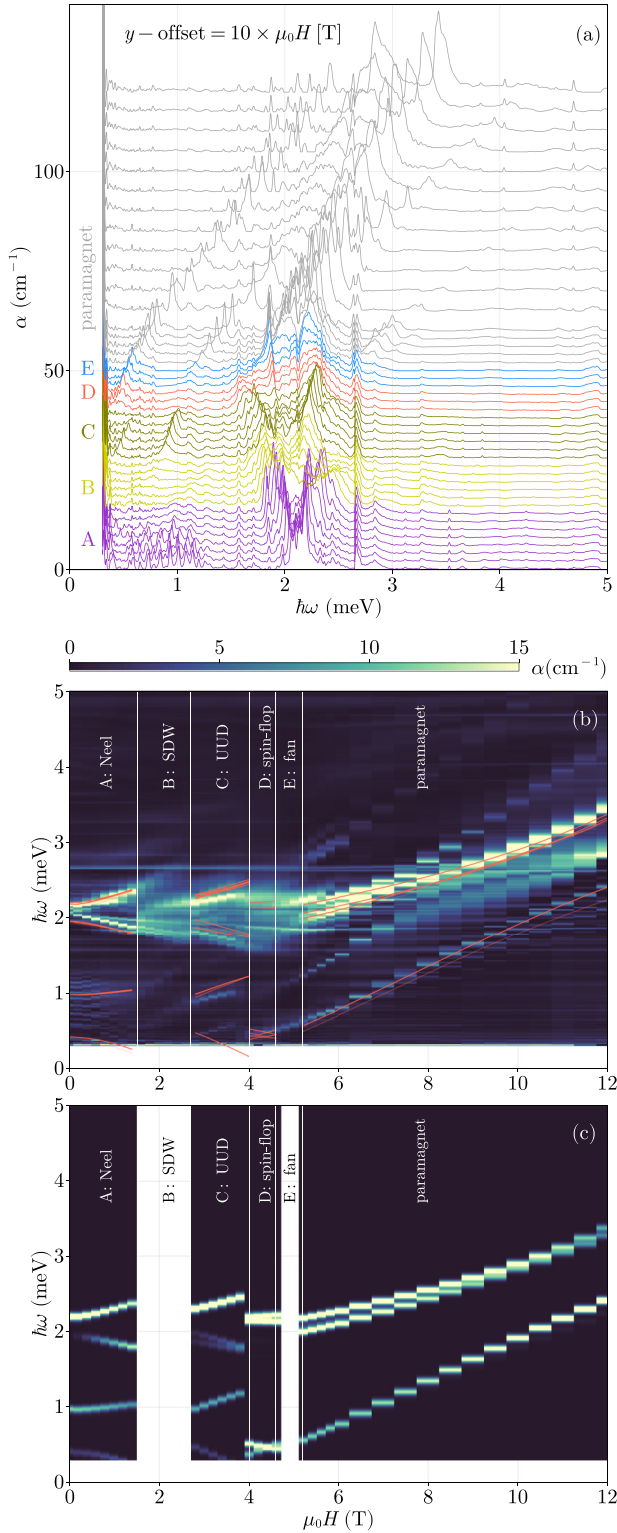 y − offset = 10 × μ₀H [T]
(a)
100
50
0
α (cm⁻¹)
paramagnet
E
D
C
B
A
0 1 2 3 4 5
ħω (meV)
0 5 10 15
α(cm⁻¹)
(b)
A: Neel
B: SDW
C: UUD
D: spin-flop
E: fan
paramagnet
5
4
3
2
1
0
ħω (meV)
0 2 4 6 8 10 12
(c)
A: Neel
B: SDW
C: UUD
D: spin-flop
E: fan
paramagnet
5
4
3
2
1
0
ħω (meV)
0 2 4 6 8 10 12
μ₀H (T)